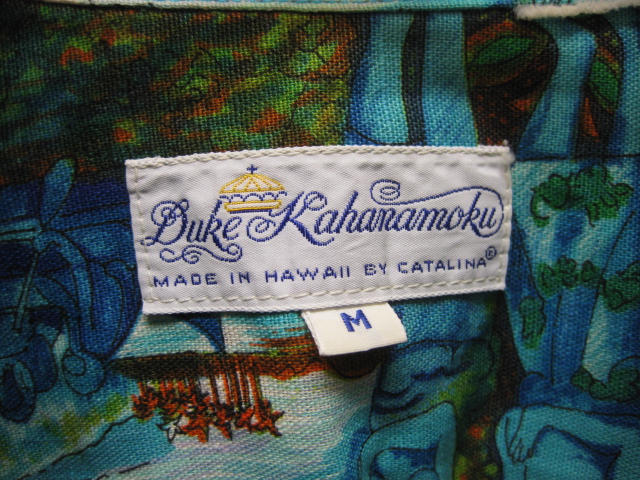 Duke Kahanamoku
MADE IN HAWAII BY CATALINA®
M